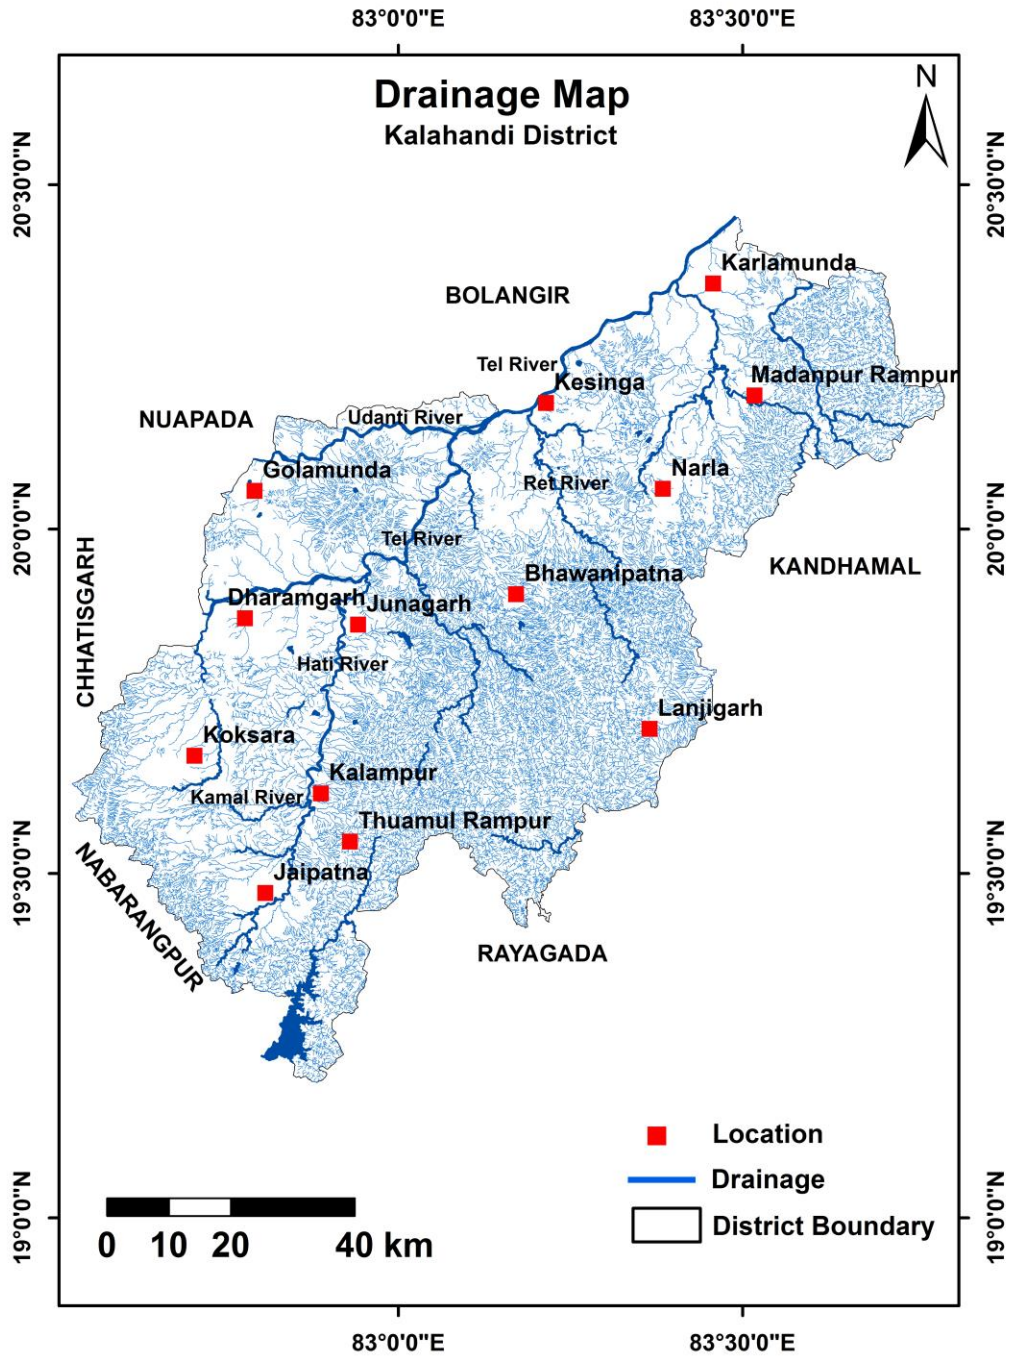 83°0'0"E
83°30'0"E
Drainage Map
Kalahandi District
N
20°30'0"N
20°30'0"N
Karlamunda
BOLANGIR
Tel River
Kesinga
Madanpur Rampur
NUAPADA
Udanti River
Golamunda
Ret River
Narla
20°0'0"N
20°0'0"N
Tel River
CHHATISGARH
Bhawanipatna
KANDHAMAL
Dharamgarh
Junagarh
Hati River
Lanjigarh
Koksara
Kalampur
Kamal River
Thuamul Rampur
19°30'0"N
19°30'0"N
Jaipatna
NABARANGPUR
RAYAGADA
Location
Drainage
District Boundary
19°0'0"N
19°0'0"N
0 10 20 40 km
83°0'0"E
83°30'0"E